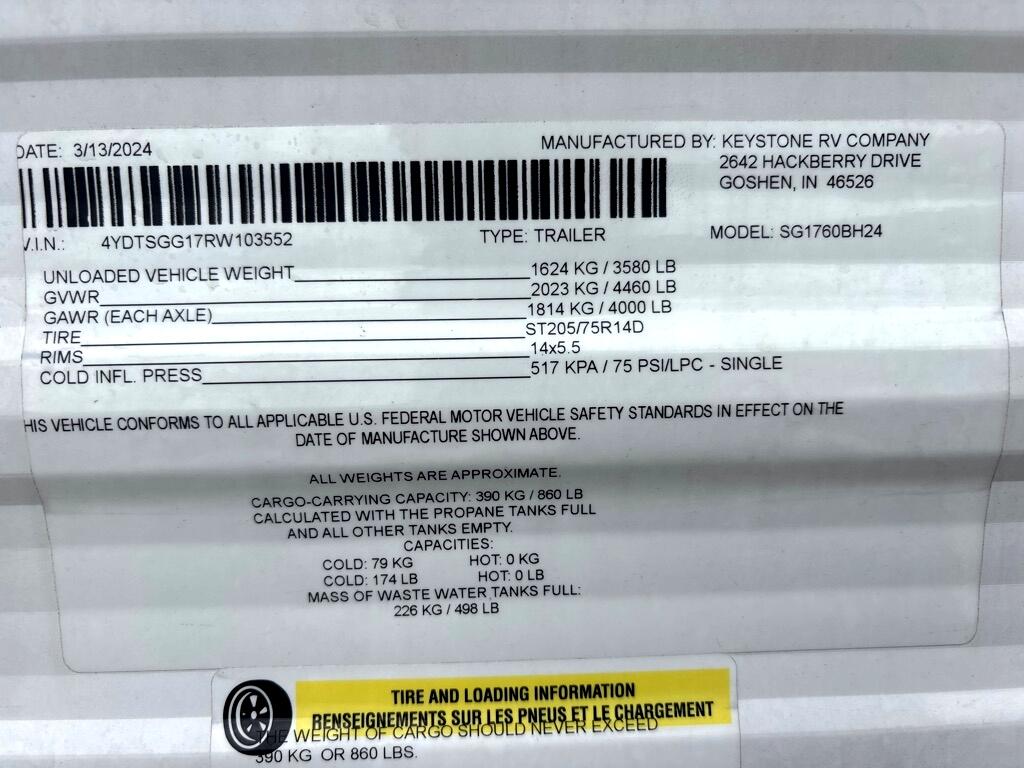 DATE: 3/13/2024
MANUFACTURED BY: KEYSTONE RV COMPANY
2642 HACKBERRY DRIVE
GOSHEN, IN 46526
V.I.N.: 4YDTSGG17RW103552 TYPE: TRAILER MODEL: SG1760BH24
UNLOADED VEHICLE WEIGHT 1624 KG / 3580 LB
GVWR 2023 KG / 4460 LB
GAWR (EACH AXLE) 1814 KG / 4000 LB
TIRE ST205/75R14D
RIMS 14x5.5
COLD INFL. PRESS 517 KPA / 75 PSI/LPC - SINGLE
HIS VEHICLE CONFORMS TO ALL APPLICABLE U.S. FEDERAL MOTOR VEHICLE SAFETY STANDARDS IN EFFECT ON THE
DATE OF MANUFACTURE SHOWN ABOVE.
ALL WEIGHTS ARE APPROXIMATE.
CARGO-CARRYING CAPACITY: 390 KG / 860 LB
CALCULATED WITH THE PROPANE TANKS FULL
AND ALL OTHER TANKS EMPTY.
CAPACITIES:
COLD: 79 KG HOT: 0 KG
COLD: 174 LB HOT: 0 LB
MASS OF WASTE WATER TANKS FULL:
226 KG / 498 LB
TIRE AND LOADING INFORMATION
RENSEIGNEMENTS SUR LES PNEUS ET LE CHARGEMENT
THE WEIGHT OF CARGO SHOULD NEVER EXCEED
390 KG OR 860 LBS.